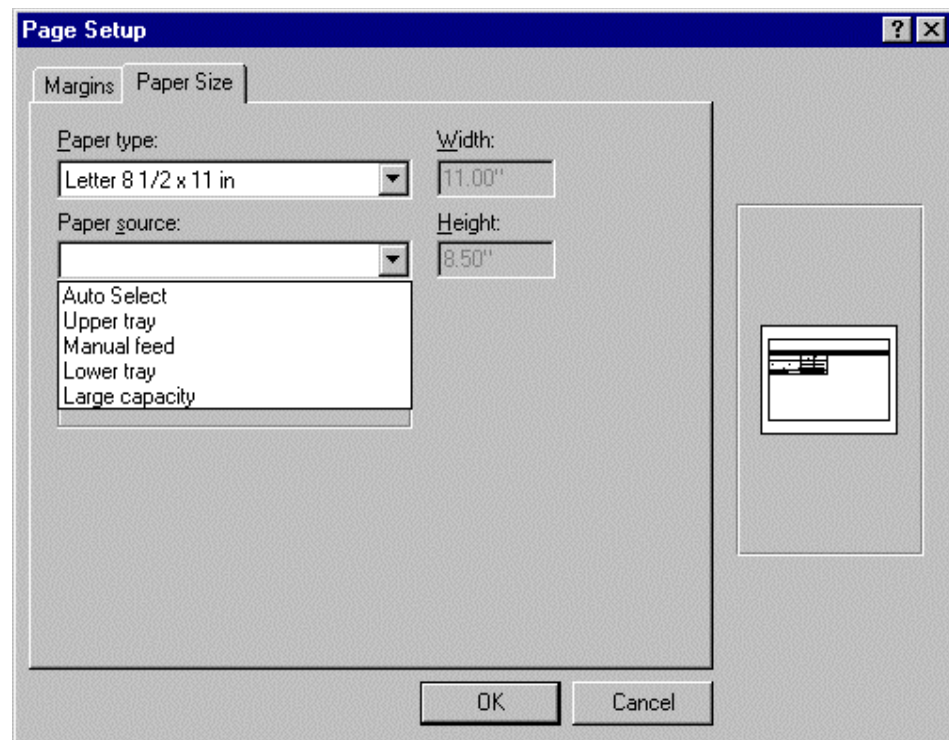 Page Setup
Margins Paper Size
Paper type: Width:
Letter 8 1/2 x 11 in 11.00"
Paper source: Height:
8.50"
Auto Select
Upper tray
Manual feed
Lower tray
Large capacity
OK Cancel